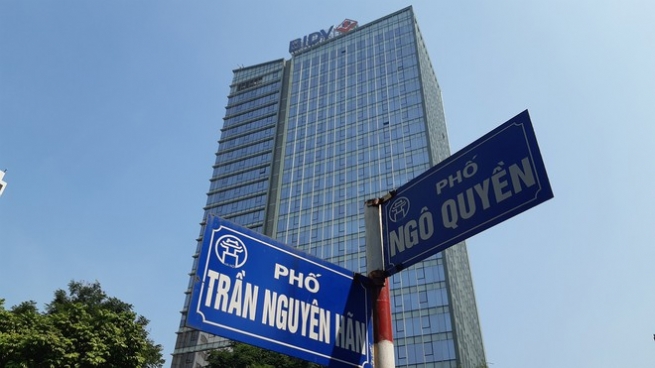 BIDV
PHỐ
NGÔ QUYỀN
PHỐ
TRẦN NGUYÊN HÃN